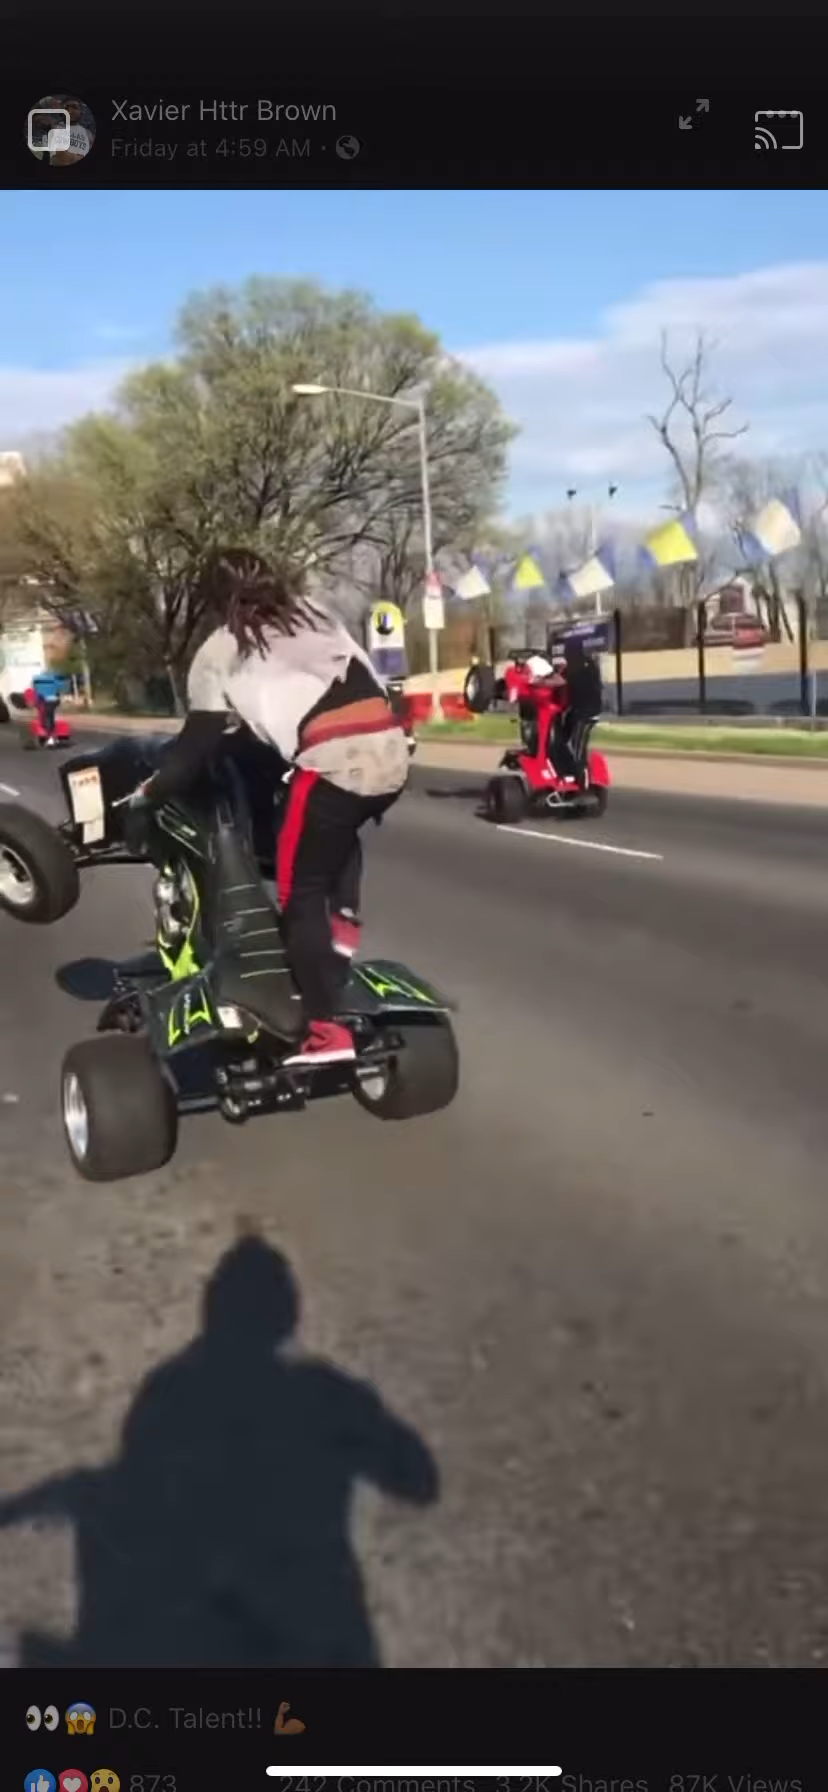 Xavier Httr Brown
Friday at 4:59 AM ·
👀😱 D.C. Talent!! 💪🏾
873 242 Comments 3.2K Shares 87K Views